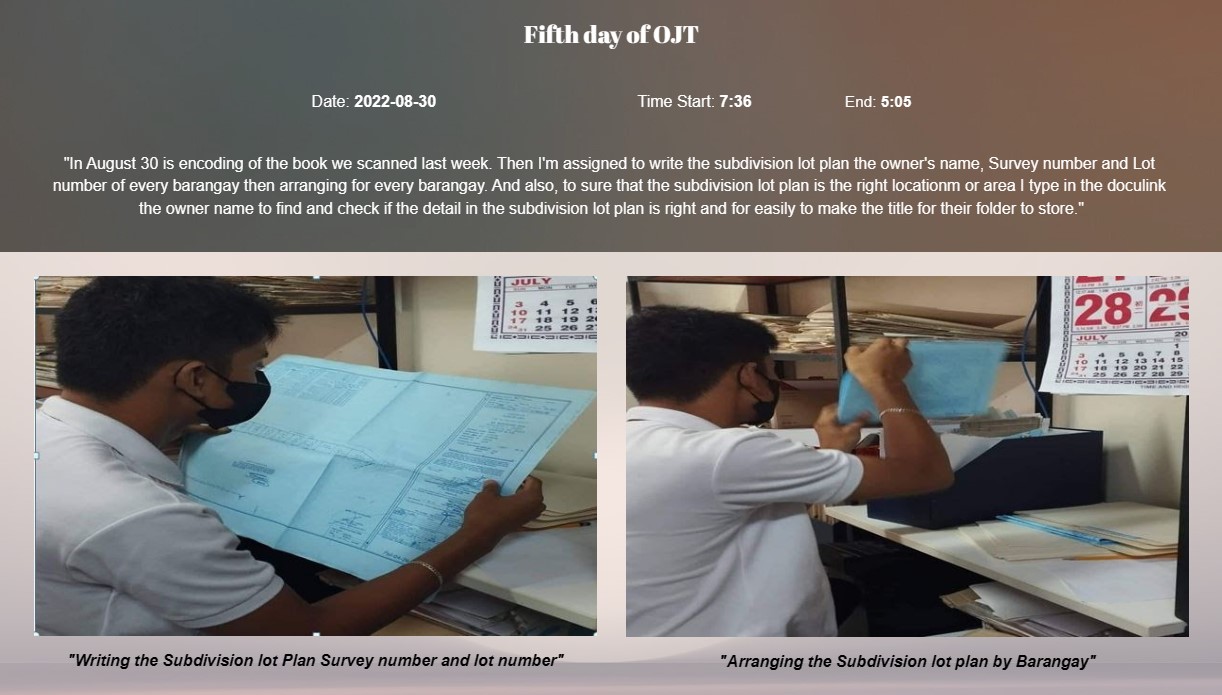 Fifth day of OJT
Date: 2022-08-30 Time Start: 7:36 End: 5:05
"In August 30 is encoding of the book we scanned last week. Then I'm assigned to write the subdivision lot plan the owner's name, Survey number and Lot
number of every barangay then arranging for every barangay. And also, to sure that the subdivision lot plan is the right locationm or area I type in the doculink
the owner name to find and check if the detail in the subdivision lot plan is right and for easily to make the title for their folder to store."
JULY
3 4 5 6
10 11 12 13
17 18 19 20
24/31 25 26 27
28 29
JULY
1
3 4 5 6 7 8
10 11 12 13 14 15
17 18 19 20 21 22
24/31 25 26 27 28 29
"Writing the Subdivision lot Plan Survey number and lot number"
"Arranging the Subdivision lot plan by Barangay"